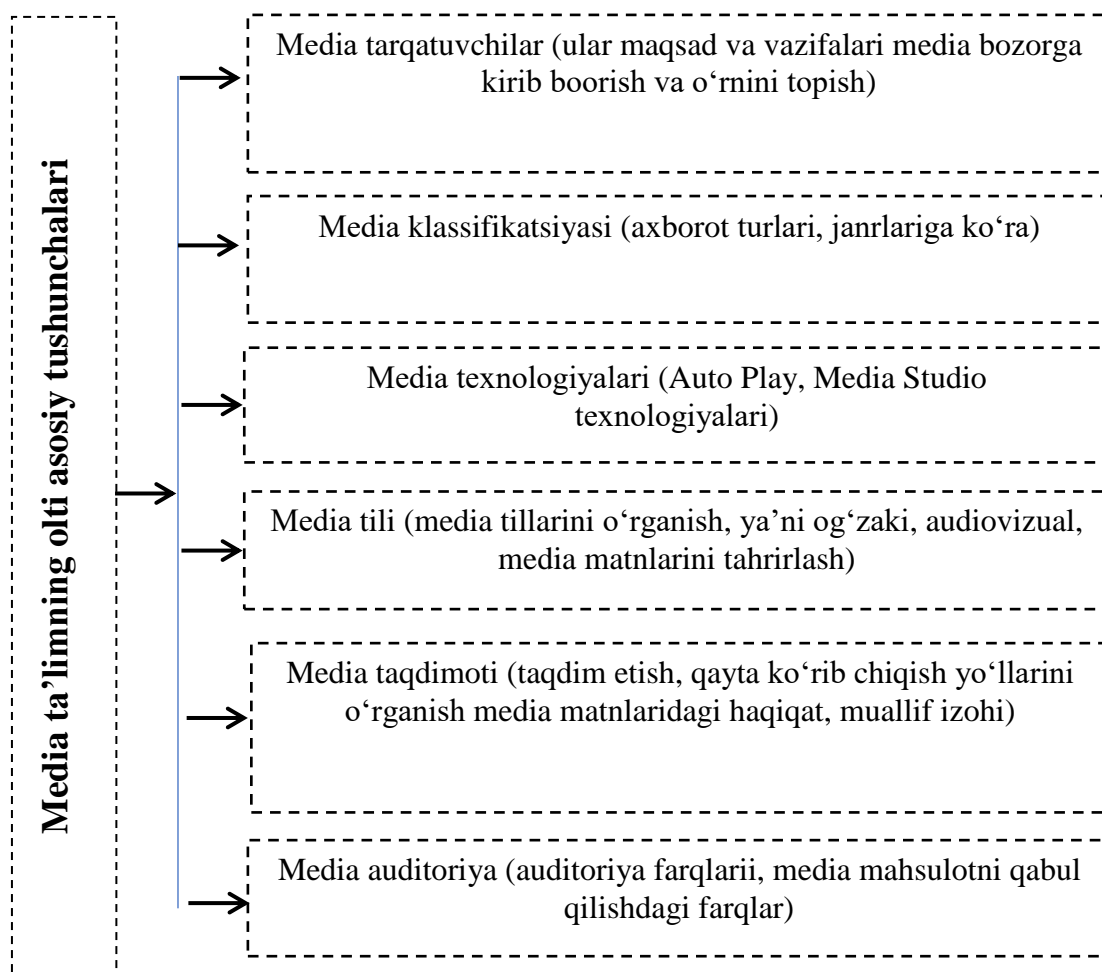 Media ta’limning olti asosiy tushunchalari
Media tarqatuvchilar (ular maqsad va vazifalari media bozorga
kirib boorish va o‘rnini topish)
Media klassifikatsiyasi (axborot turlari, janrlariga ko‘ra)
Media texnologiyalari (Auto Play, Media Studio
texnologiyalari)
Media tili (media tillarini o‘rganish, ya’ni og‘zaki, audiovizual,
media matnlarini tahrirlash)
Media taqdimoti (taqdim etish, qayta ko‘rib chiqish yo‘llarini
o‘rganish media matnlaridagi haqiqat, muallif izohi)
Media auditoriya (auditoriya farqlarii, media mahsulotni qabul
qilishdagi farqlar)